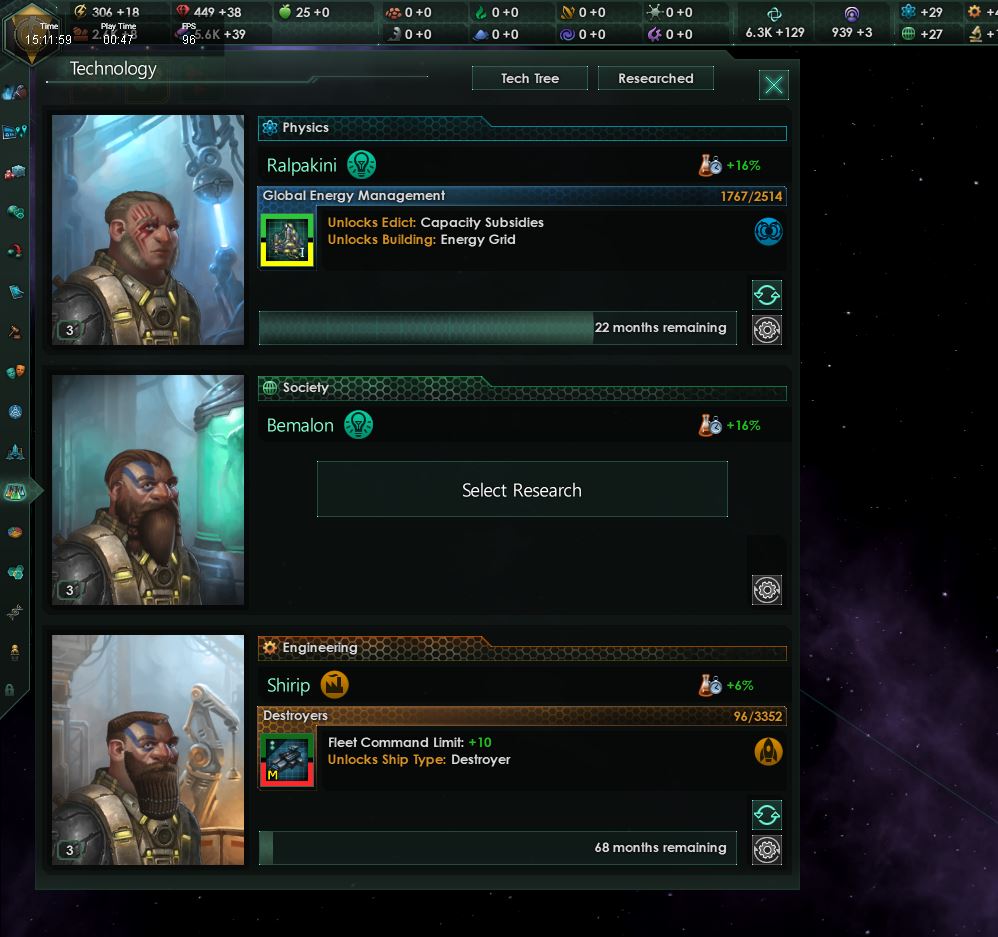 306 +18 449 +38 25 +0 0 +0 0 +0 0 +0 0 +0 +29
Time Play Time FPS
15:11:59 00:47 96 +39 0 +0 0 +0 0 +0 0 +0 6.3K +129 939 +3 +27
Technology
Tech Tree Researched
Physics
Ralpakini +16%
Global Energy Management 1767/2514
Unlocks Edict: Capacity Subsidies
Unlocks Building: Energy Grid
I
3
22 months remaining
Society
Bemalon +16%
Select Research
3
Engineering
Shirip +6%
Destroyers 96/3352
Fleet Command Limit: +10
Unlocks Ship Type: Destroyer
M
3
68 months remaining